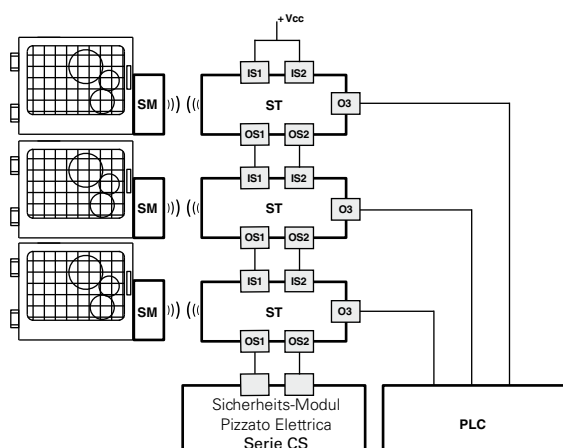 + Vcc
IS1 IS2
SM ST O3
OS1 OS2
IS1 IS2
SM ST O3
OS1 OS2
IS1 IS2
SM ST O3
OS1 OS2
Sicherheits-Modul
Pizzato Elettrica
Serie CS
PLC